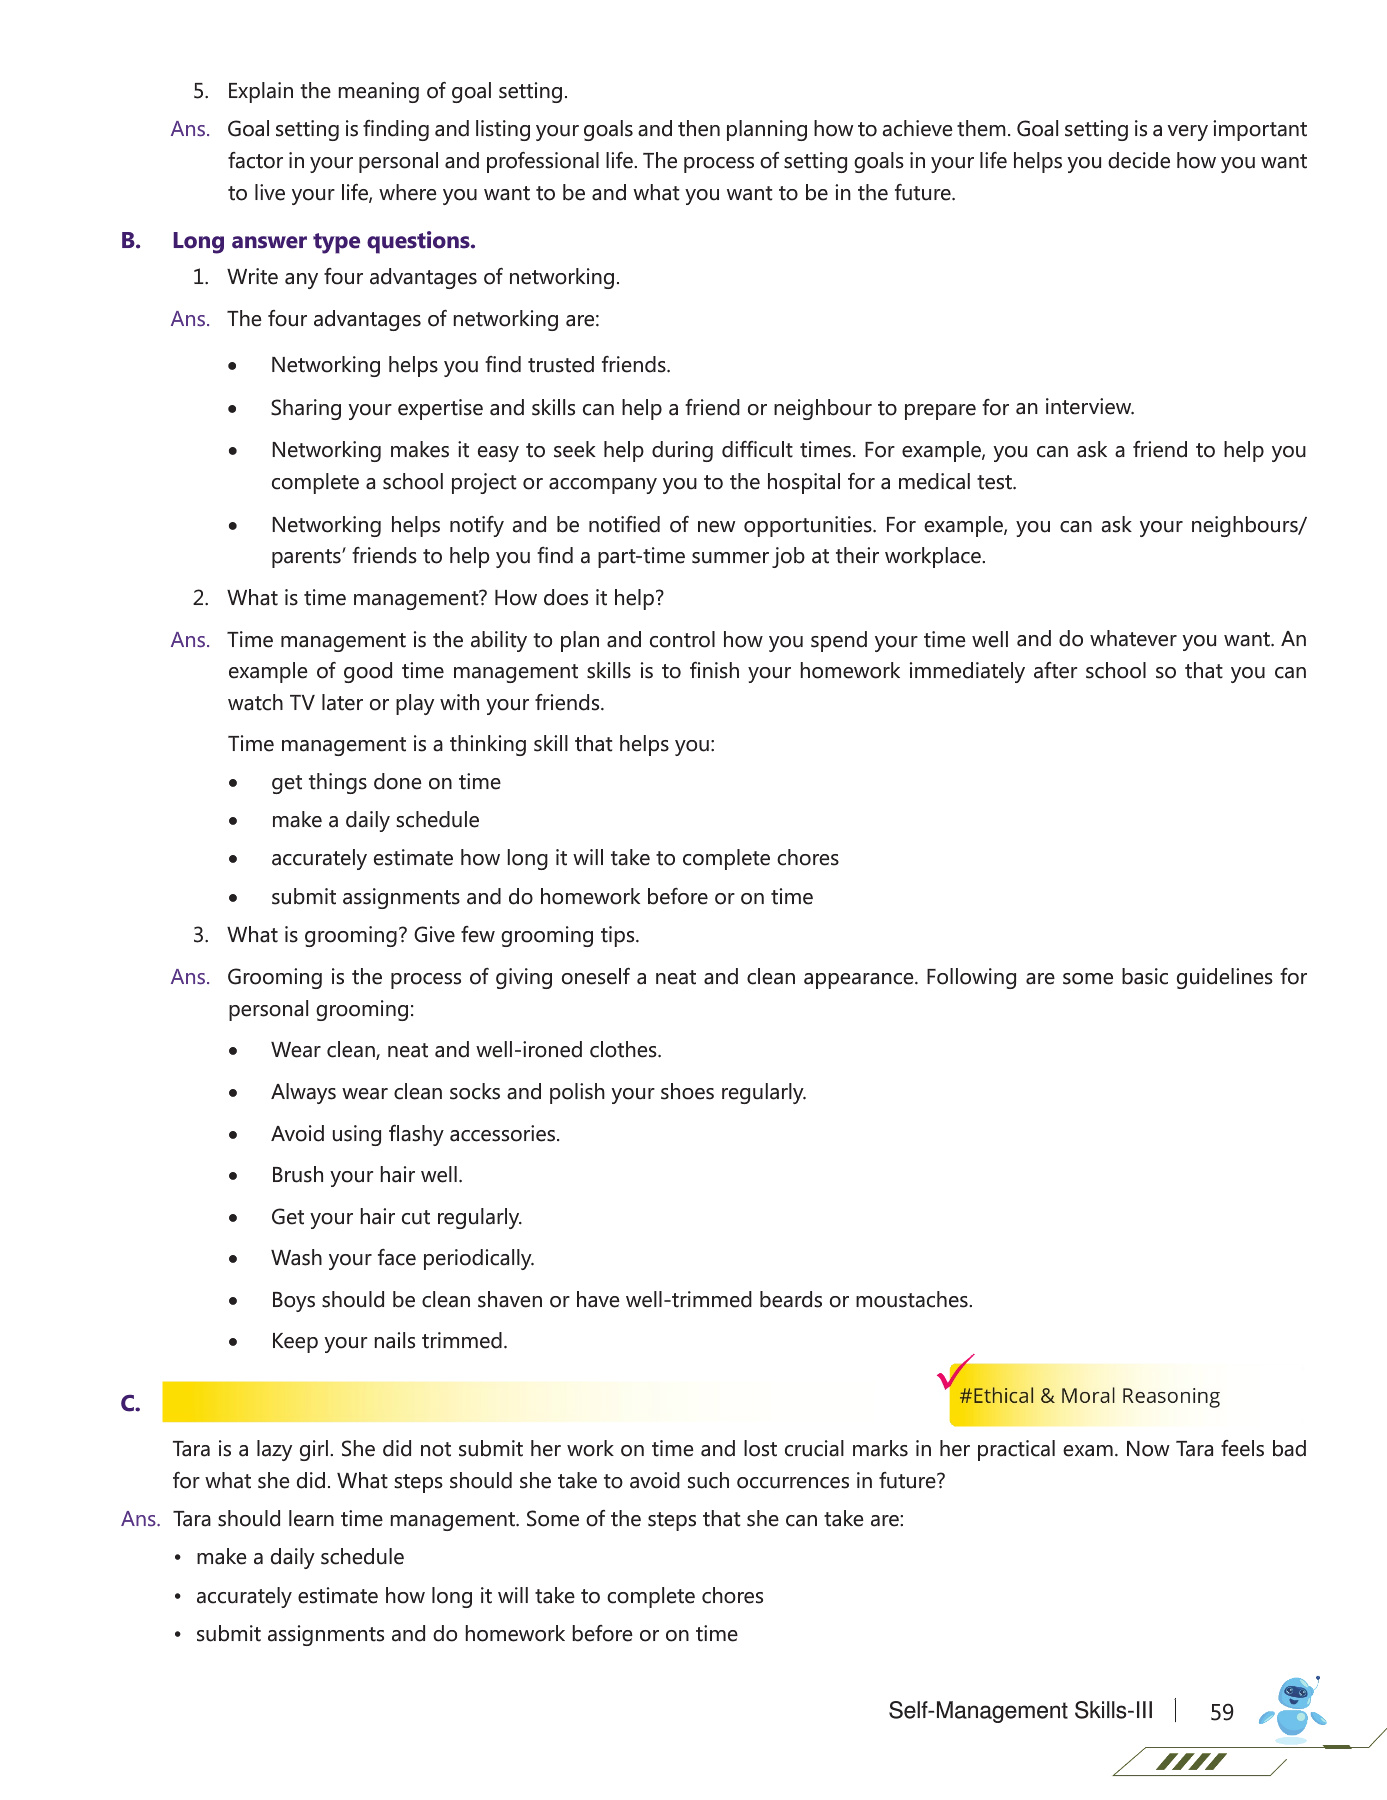 5. Explain the meaning of goal setting.
Ans. Goal setting is finding and listing your goals and then planning how to achieve them. Goal setting is a very important
factor in your personal and professional life. The process of setting goals in your life helps you decide how you want
to live your life, where you want to be and what you want to be in the future.
B. Long answer type questions.
1. Write any four advantages of networking.
Ans. The four advantages of networking are:
• Networking helps you find trusted friends.
• Sharing your expertise and skills can help a friend or neighbour to prepare for an interview.
• Networking makes it easy to seek help during difficult times. For example, you can ask a friend to help you
complete a school project or accompany you to the hospital for a medical test.
• Networking helps notify and be notified of new opportunities. For example, you can ask your neighbours/
parents’ friends to help you find a part-time summer job at their workplace.
2. What is time management? How does it help?
Ans. Time management is the ability to plan and control how you spend your time well and do whatever you want. An
example of good time management skills is to finish your homework immediately after school so that you can
watch TV later or play with your friends.
Time management is a thinking skill that helps you:
• get things done on time
• make a daily schedule
• accurately estimate how long it will take to complete chores
• submit assignments and do homework before or on time
3. What is grooming? Give few grooming tips.
Ans. Grooming is the process of giving oneself a neat and clean appearance. Following are some basic guidelines for
personal grooming:
• Wear clean, neat and well-ironed clothes.
• Always wear clean socks and polish your shoes regularly.
• Avoid using flashy accessories.
• Brush your hair well.
• Get your hair cut regularly.
• Wash your face periodically.
• Boys should be clean shaven or have well-trimmed beards or moustaches.
• Keep your nails trimmed.
C.
#Ethical & Moral Reasoning
Tara is a lazy girl. She did not submit her work on time and lost crucial marks in her practical exam. Now Tara feels bad
for what she did. What steps should she take to avoid such occurrences in future?
Ans. Tara should learn time management. Some of the steps that she can take are:
• make a daily schedule
• accurately estimate how long it will take to complete chores
• submit assignments and do homework before or on time
Self-Management Skills-III 59